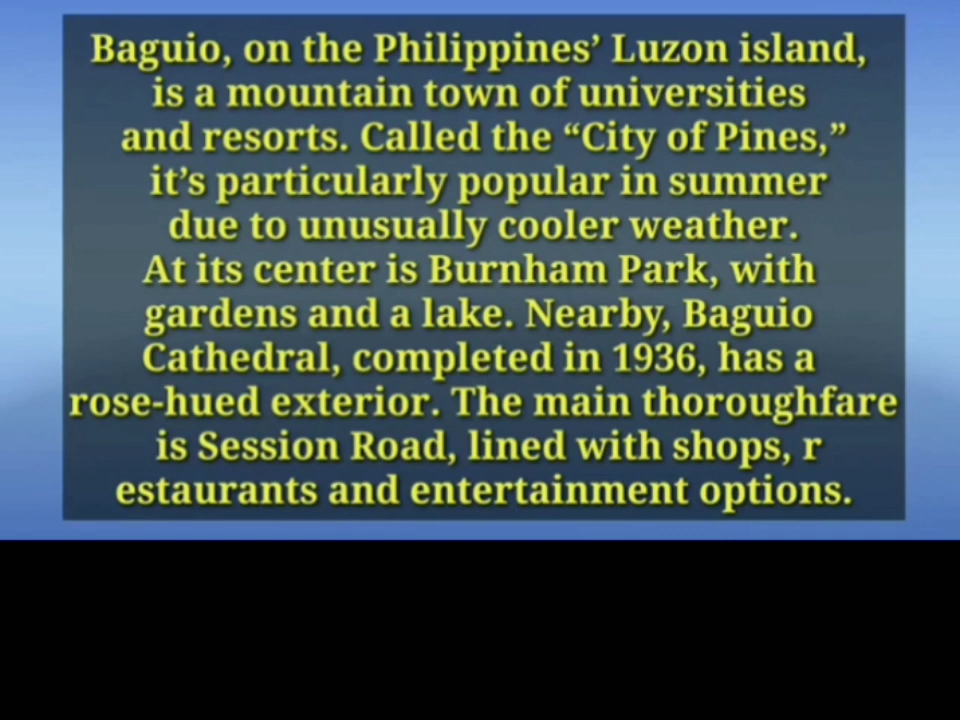 Baguio, on the Philippines’ Luzon island,
is a mountain town of universities
and resorts. Called the “City of Pines,”
it’s particularly popular in summer
due to unusually cooler weather.
At its center is Burnham Park, with
gardens and a lake. Nearby, Baguio
Cathedral, completed in 1936, has a
rose-hued exterior. The main thoroughfare
is Session Road, lined with shops, r
estaurants and entertainment options.